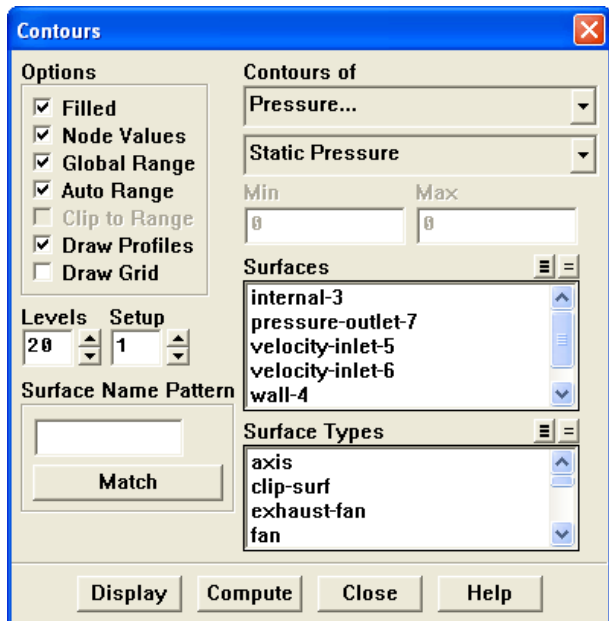 Contours
Options
Filled
Node Values
Global Range
Auto Range
Clip to Range
Draw Profiles
Draw Grid
Levels Setup
20 1
Surface Name Pattern
Match
Contours of
Pressure...
Static Pressure
Min Max
0 0
Surfaces
internal-3
pressure-outlet-7
velocity-inlet-5
velocity-inlet-6
wall-4
Surface Types
axis
clip-surf
exhaust-fan
fan
Display Compute Close Help